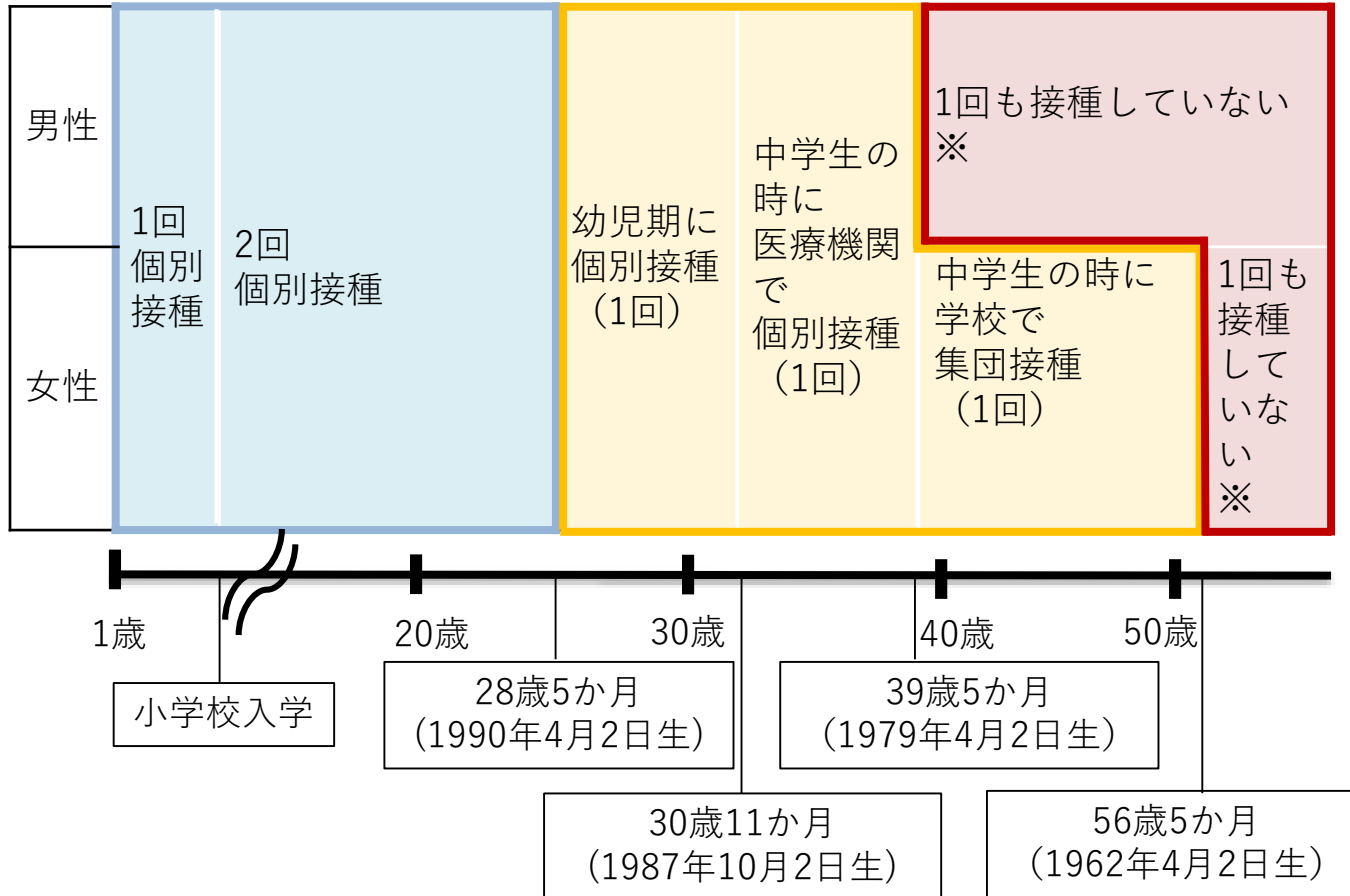 男性
女性
1回
個別
接種
2回
個別接種
幼児期に
個別接種
(1回)
中学生の
時に
医療機関
で
個別接種
(1回)
1回も接種していない
※
中学生の時に
学校で
集団接種
(1回)
1回も
接種
して
いな
い
※
1歳
20歳
30歳
40歳
50歳
小学校入学
28歳5か月
(1990年4月2日生)
39歳5か月
(1979年4月2日生)
30歳11か月
(1987年10月2日生)
56歳5か月
(1962年4月2日生)